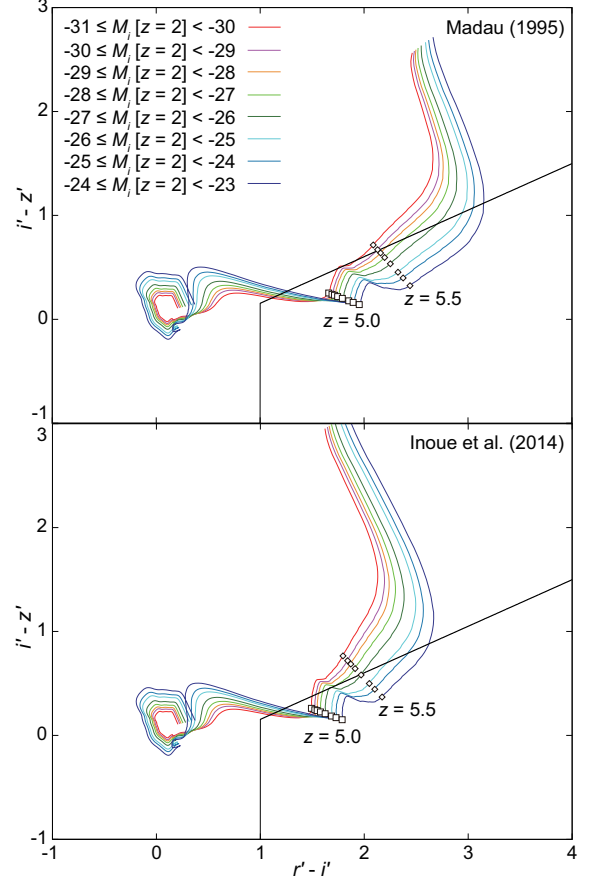 3
2
1
0
-1
i' - z'
Madau (1995)
-31 ≤ M_i [z = 2] < -30
-30 ≤ M_i [z = 2] < -29
-29 ≤ M_i [z = 2] < -28
-28 ≤ M_i [z = 2] < -27
-27 ≤ M_i [z = 2] < -26
-26 ≤ M_i [z = 2] < -25
-25 ≤ M_i [z = 2] < -24
-24 ≤ M_i [z = 2] < -23
z = 5.5
z = 5.0
3
2
1
0
-1
i' - z'
Inoue et al. (2014)
z = 5.5
z = 5.0
-1 0 1 2 3 4
r' - i'